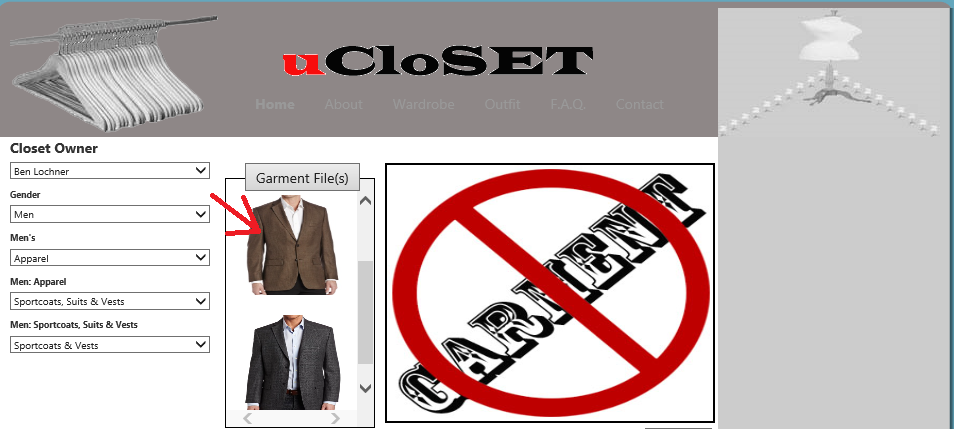 uCloSET
Home About Wardrobe Outfit F.A.Q. Contact
Closet Owner
Ben Lochner
Gender
Men
Men's
Apparel
Men: Apparel
Sportcoats, Suits & Vests
Men: Sportcoats, Suits & Vests
Sportcoats & Vests
Garment File(s)
GARMENT